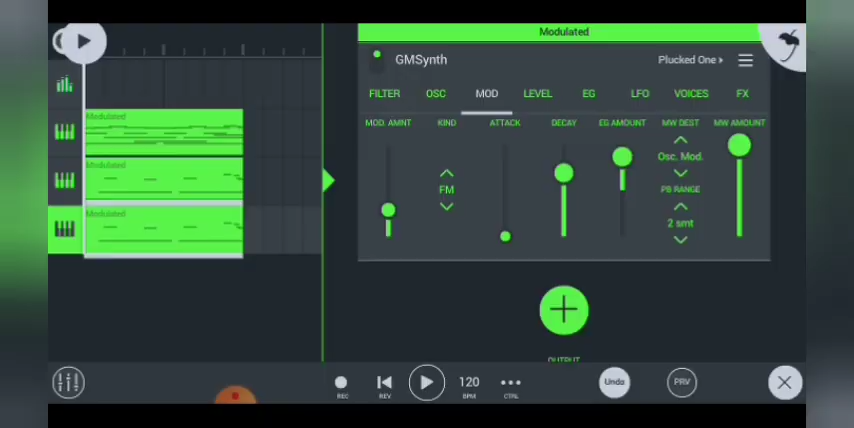 Modulated
GMSynth
Plucked One
FILTER OSC MOD LEVEL EG LFO VOICES FX
MOD. AMNT KIND ATTACK DECAY EG AMOUNT MW DEST MW AMOUNT
Osc. Mod.
FM
PB RANGE
2 smt
Modulated
Modulated
Modulated
OUTPUT
120
REC REV BPM CTRL
Undo
PRV